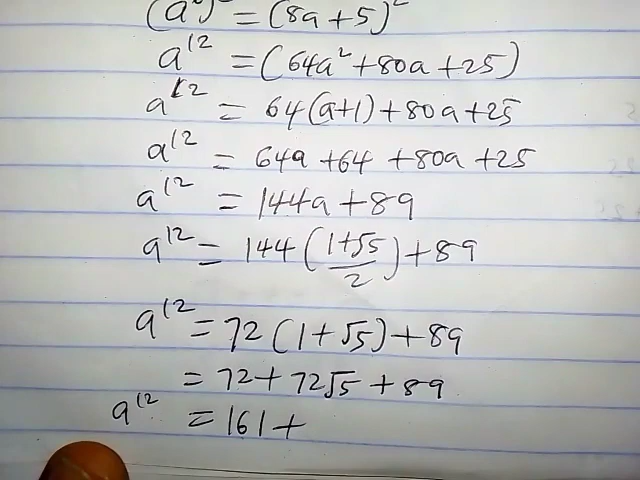 (a⁶)² = (8a+5)²
a¹² = (64a²+80a+25)
a¹² = 64(a+1)+80a+25
a¹² = 64a+64+80a+25
a¹² = 144a+89
a¹² = 144((1+√5)/2)+89
a¹² = 72(1+√5)+89
= 72+72√5+89
a¹² = 161+